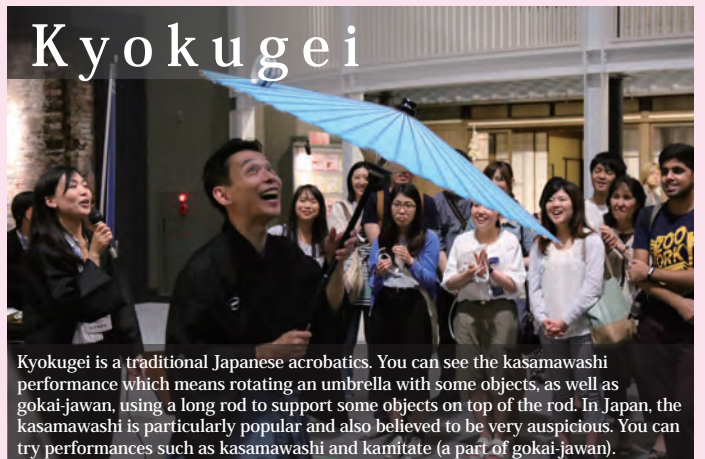 Kyokugei
ZOO
YORK
Kyokugei is a traditional Japanese acrobatics. You can see the kasamawashi
performance which means rotating an umbrella with some objects, as well as
gokai-jawan, using a long rod to support some objects on top of the rod. In Japan, the
kasamawashi is particularly popular and also believed to be very auspicious. You can
try performances such as kasamawashi and kamitate (a part of gokai-jawan).